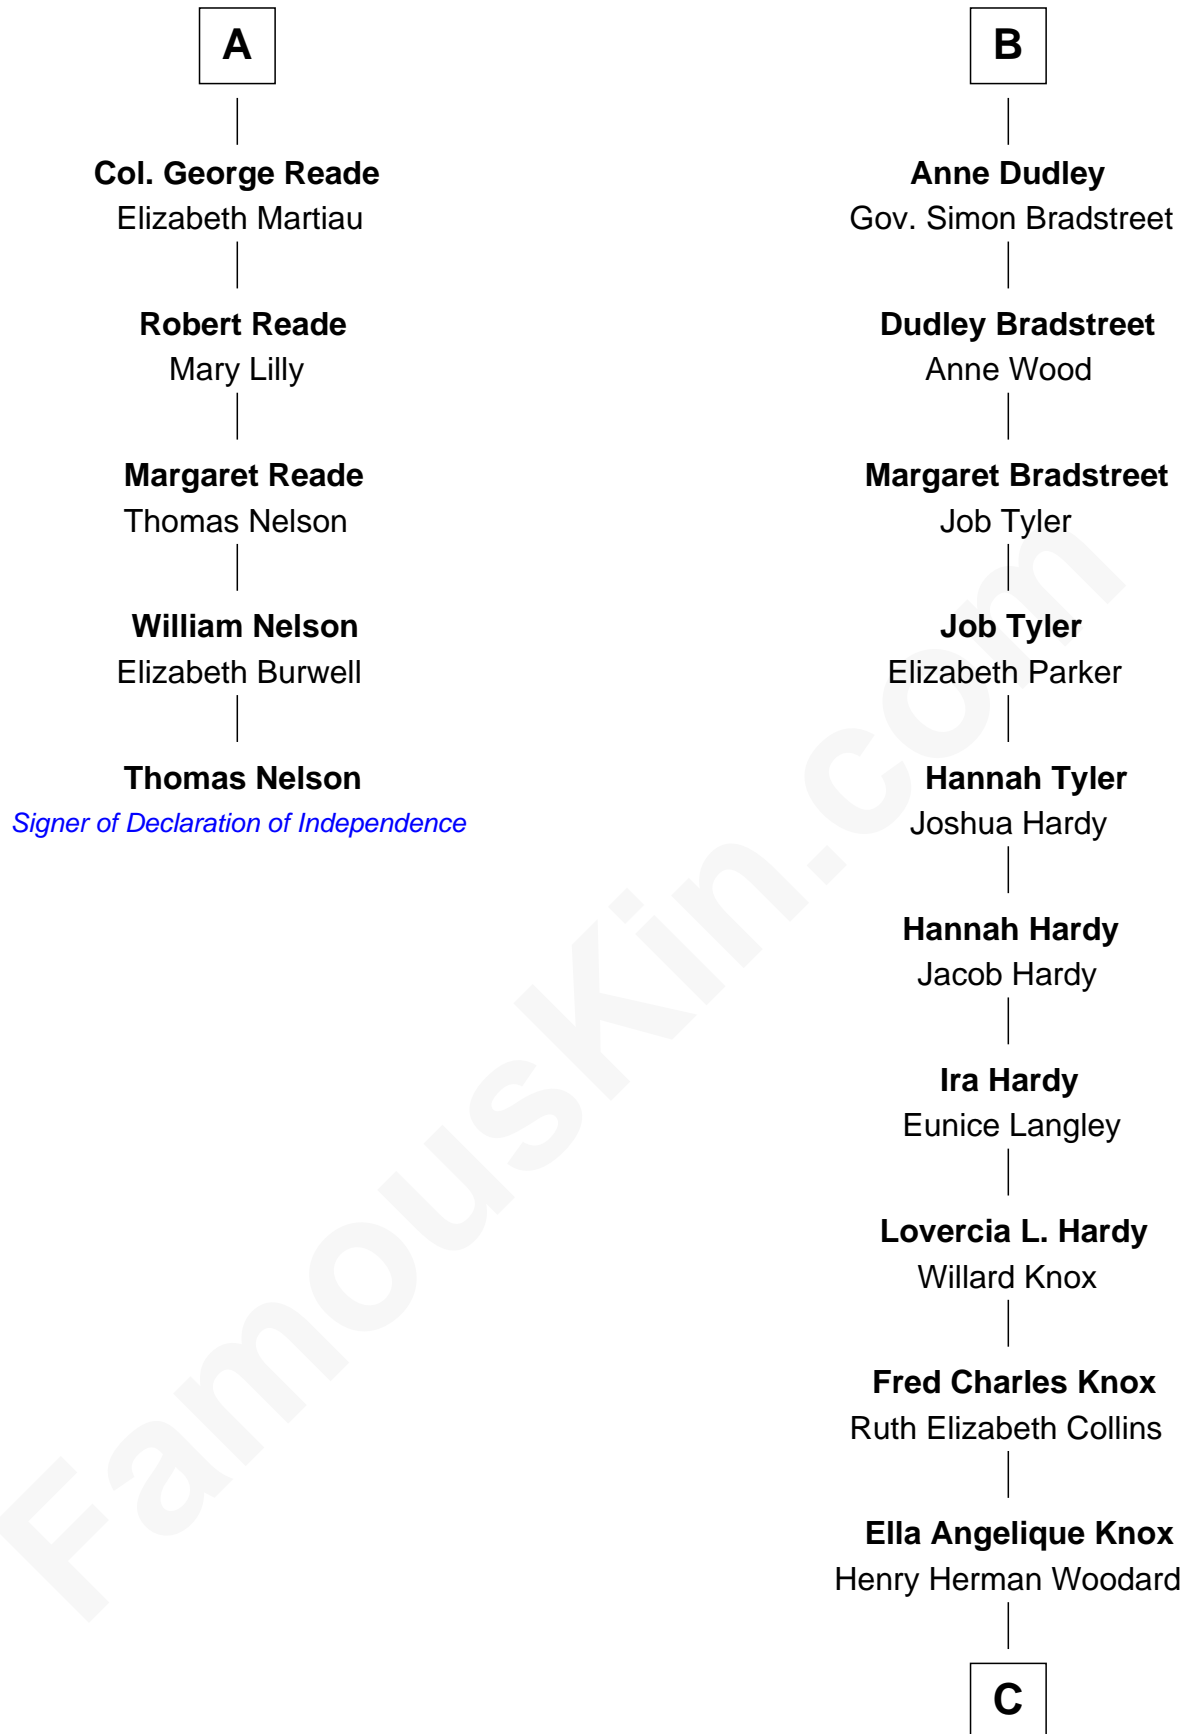 A
Col. George Reade
Elizabeth Martiau
Robert Reade
Mary Lilly
Margaret Reade
Thomas Nelson
William Nelson
Elizabeth Burwell
Thomas Nelson
Signer of Declaration of Independence
B
Anne Dudley
Gov. Simon Bradstreet
Dudley Bradstreet
Anne Wood
Margaret Bradstreet
Job Tyler
Job Tyler
Elizabeth Parker
Hannah Tyler
Joshua Hardy
Hannah Hardy
Jacob Hardy
Ira Hardy
Eunice Langley
Lovercia L. Hardy
Willard Knox
Fred Charles Knox
Ruth Elizabeth Collins
Ella Angelique Knox
Henry Herman Woodard
C
FamousKin.com